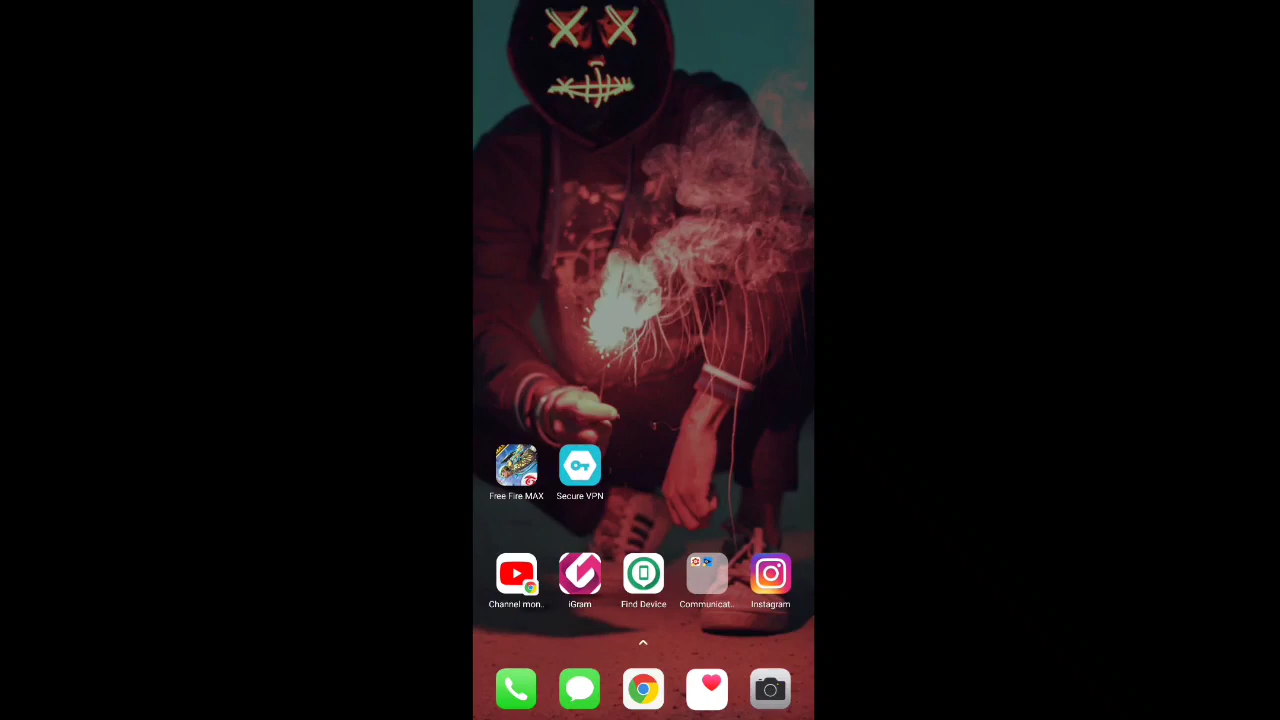 Free Fire MAX
Secure VPN
Channel mon..
iGram
Find Device
Communicat..
Instagram